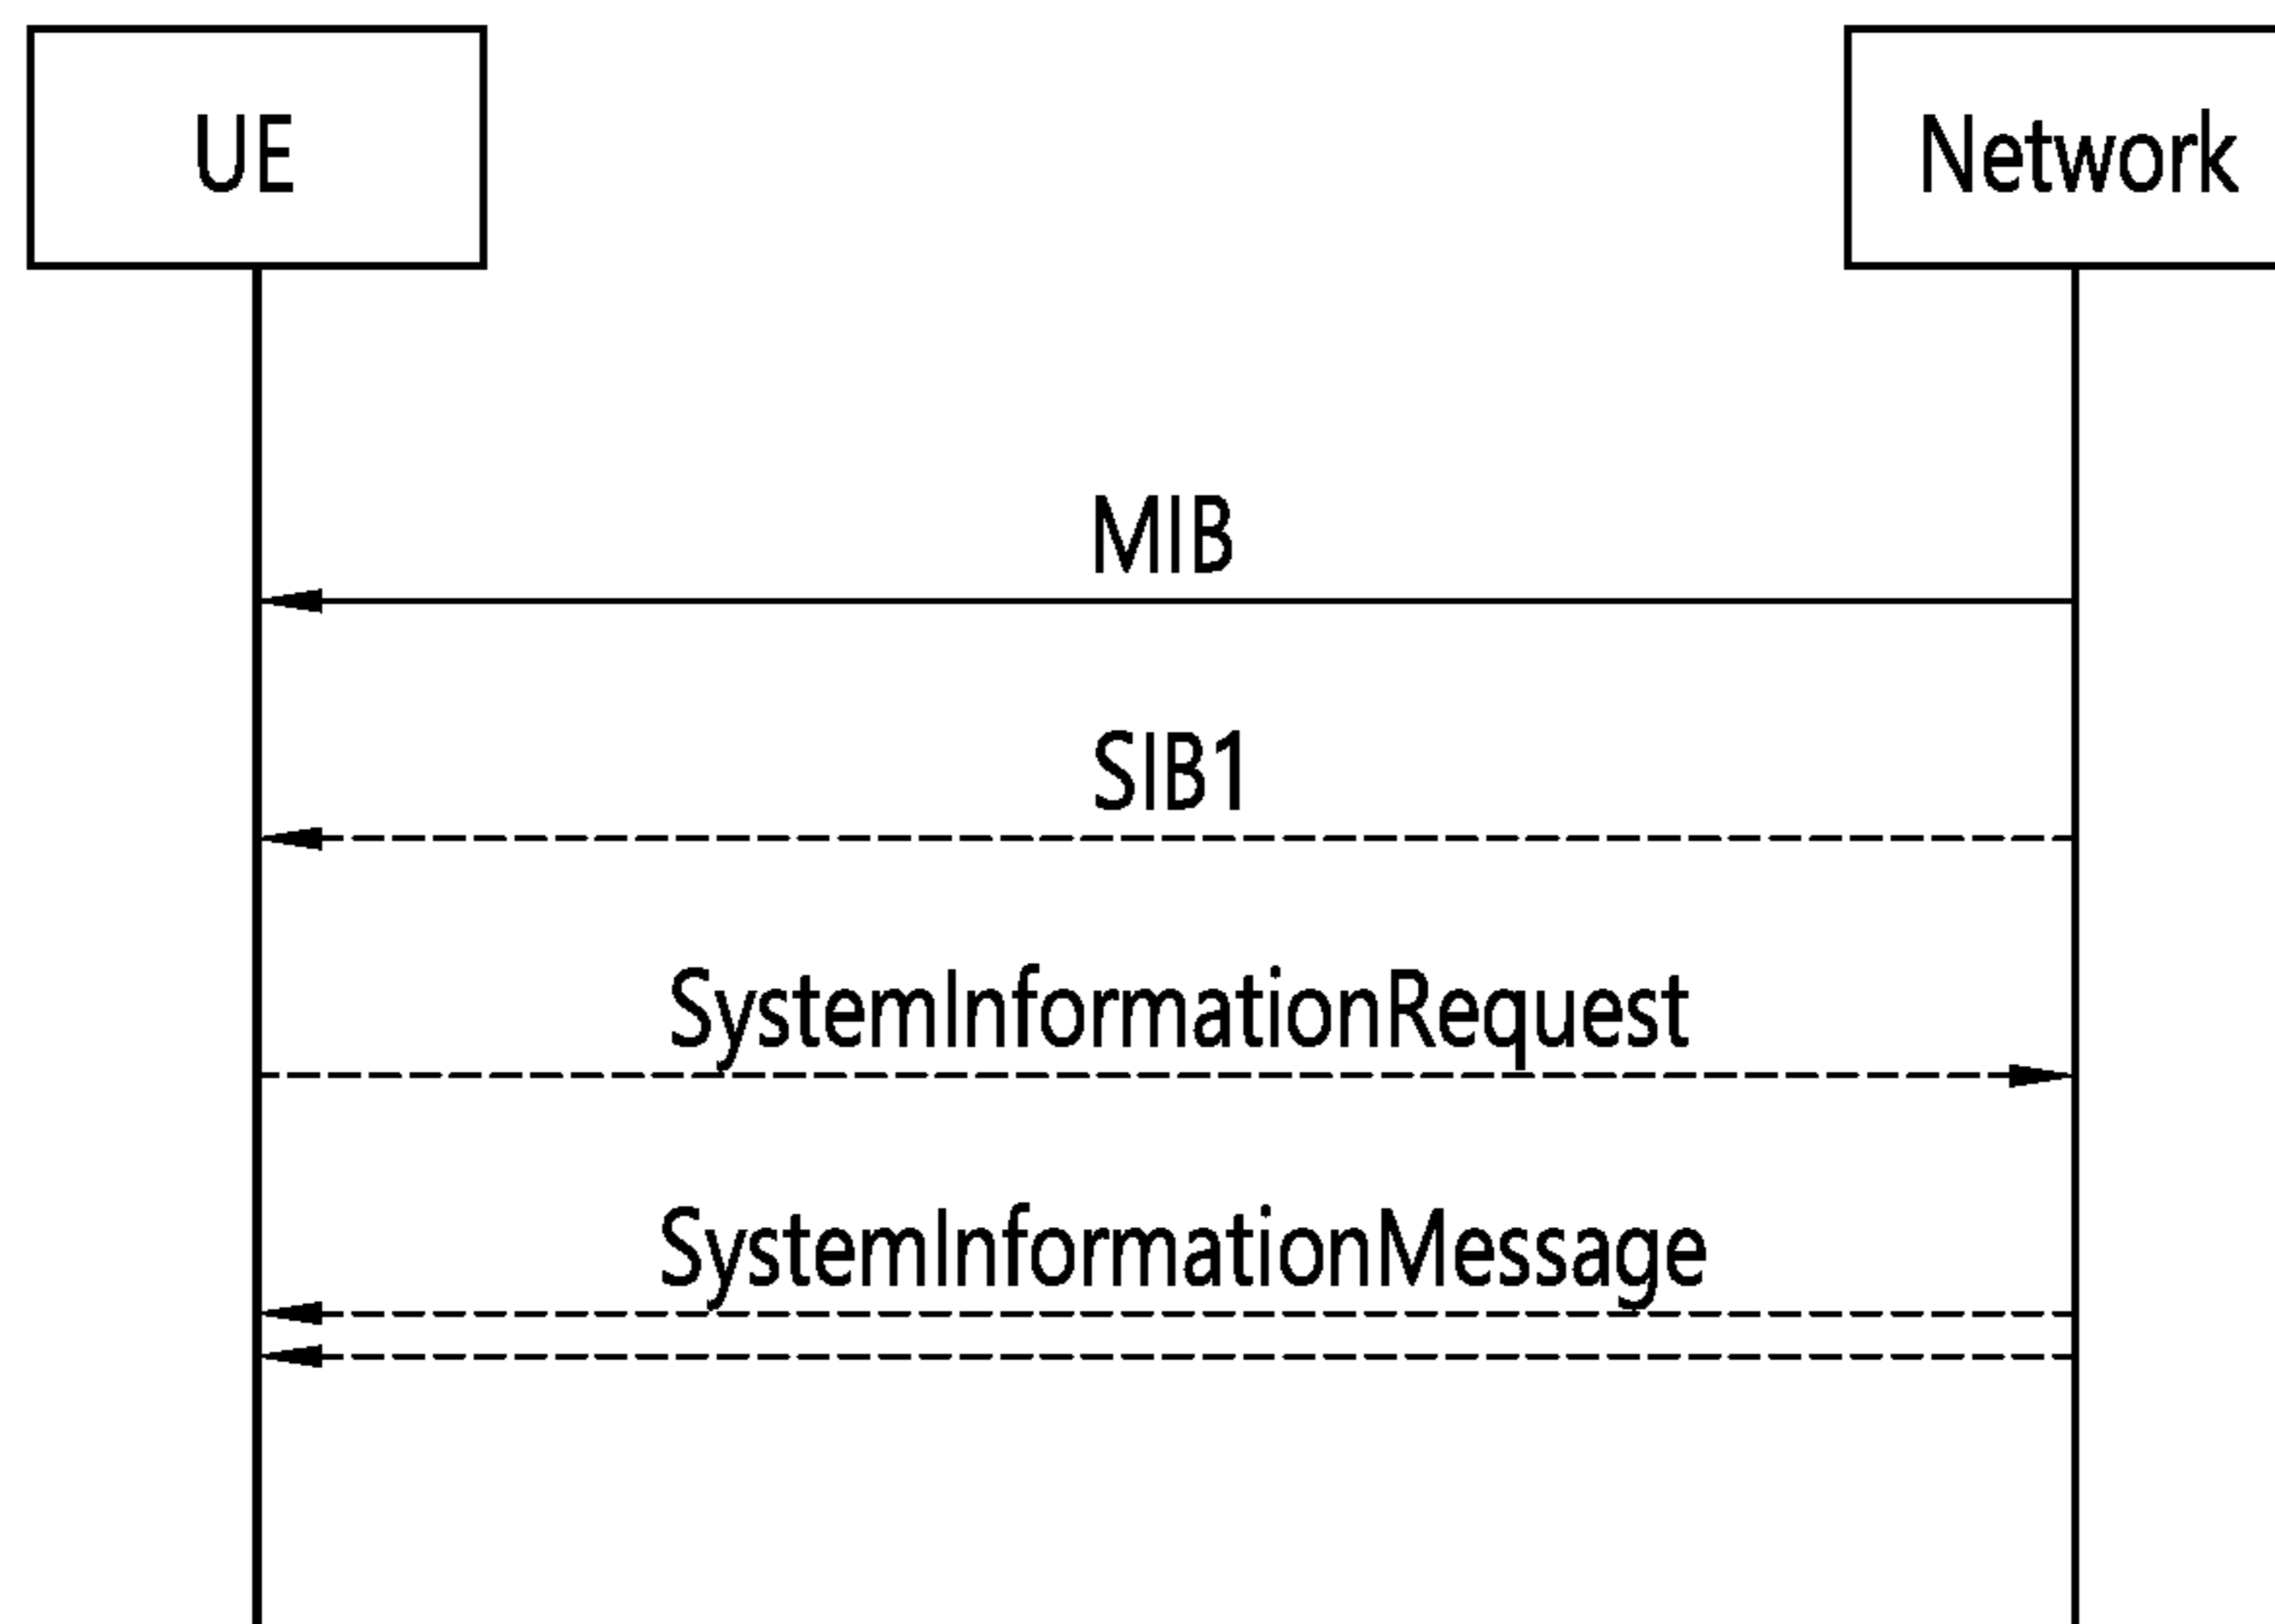 UE
Network
MIB
SIB1
SystemInformationRequest
SystemInformationMessage